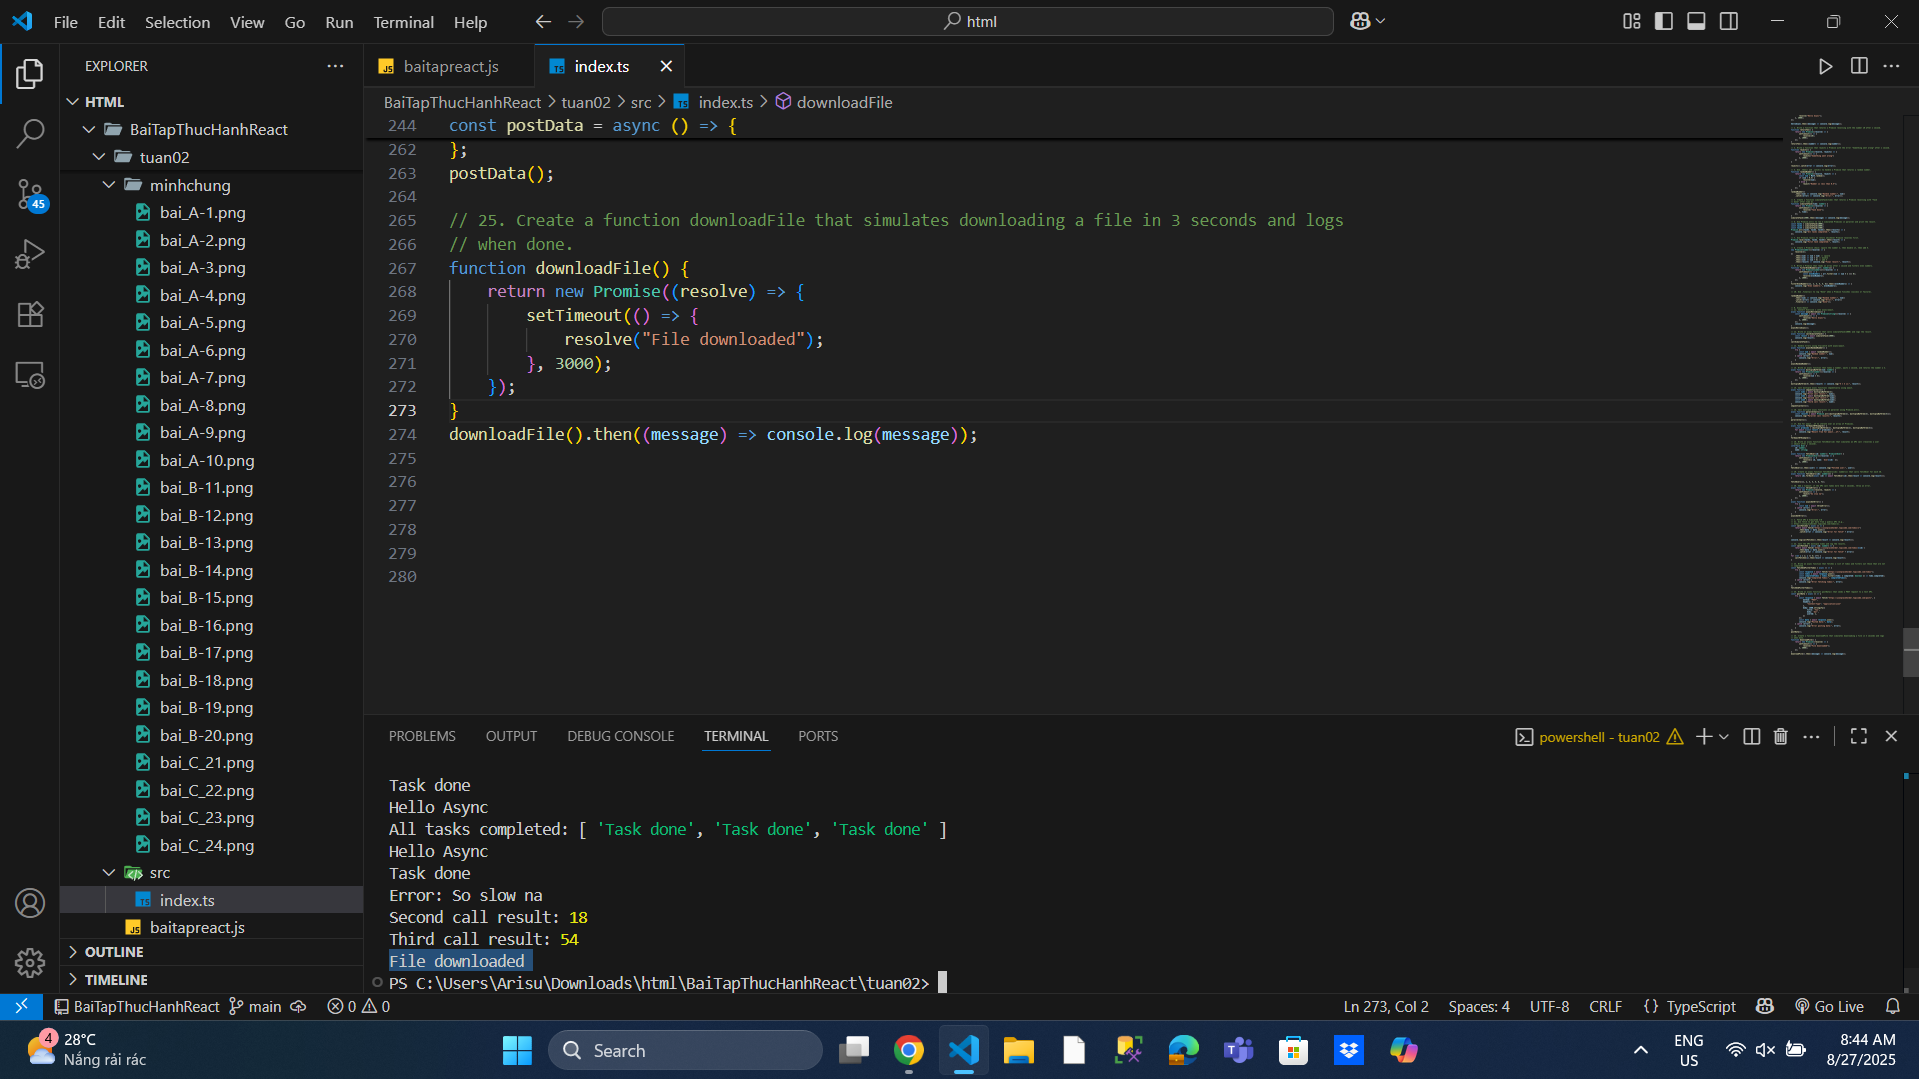 File Edit Selection View Go Run Terminal Help
html
EXPLORER
HTML
BaiTapThucHanhReact
tuan02
minhchung
bai_A-1.png
bai_A-2.png
bai_A-3.png
bai_A-4.png
bai_A-5.png
bai_A-6.png
bai_A-7.png
bai_A-8.png
bai_A-9.png
bai_A-10.png
bai_B-11.png
bai_B-12.png
bai_B-13.png
bai_B-14.png
bai_B-15.png
bai_B-16.png
bai_B-17.png
bai_B-18.png
bai_B-19.png
bai_B-20.png
bai_C_21.png
bai_C_22.png
bai_C_23.png
bai_C_24.png
src
TS index.ts
JS baitapreact.js
OUTLINE
TIMELINE
45
JS baitapreact.js
TS index.ts
BaiTapThucHanhReact > tuan02 > src > TS index.ts > downloadFile
244 const postData = async () => {
262 };
263 postData();
264
265 // 25. Create a function downloadFile that simulates downloading a file in 3 seconds and logs
266 // when done.
267 function downloadFile() {
268 return new Promise((resolve) => {
269 setTimeout(() => {
270 resolve("File downloaded");
271 }, 3000);
272 });
273 }
274 downloadFile().then((message) => console.log(message));
275
276
277
278
279
280
PROBLEMS OUTPUT DEBUG CONSOLE TERMINAL PORTS
powershell - tuan02
Task done
Hello Async
All tasks completed: [ 'Task done', 'Task done', 'Task done' ]
Hello Async
Task done
Error: So slow na
Second call result: 18
Third call result: 54
File downloaded
PS C:\Users\Arisu\Downloads\html\BaiTapThucHanhReact\tuan02>
BaiTapThucHanhReact main 0 0
Ln 273, Col 2 Spaces: 4 UTF-8 CRLF {} TypeScript Go Live
4
28°C
Nắng rải rác
Search
ENG
US
8:44 AM
8/27/2025